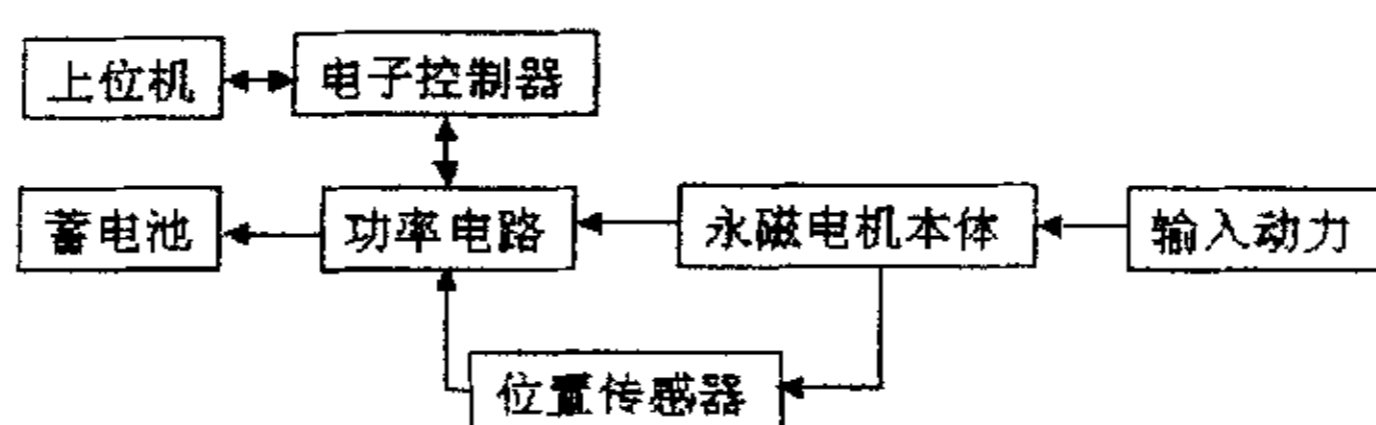 上位机
电子控制器
蓄电池
功率电路
永磁电机本体
输入动力
位置传感器